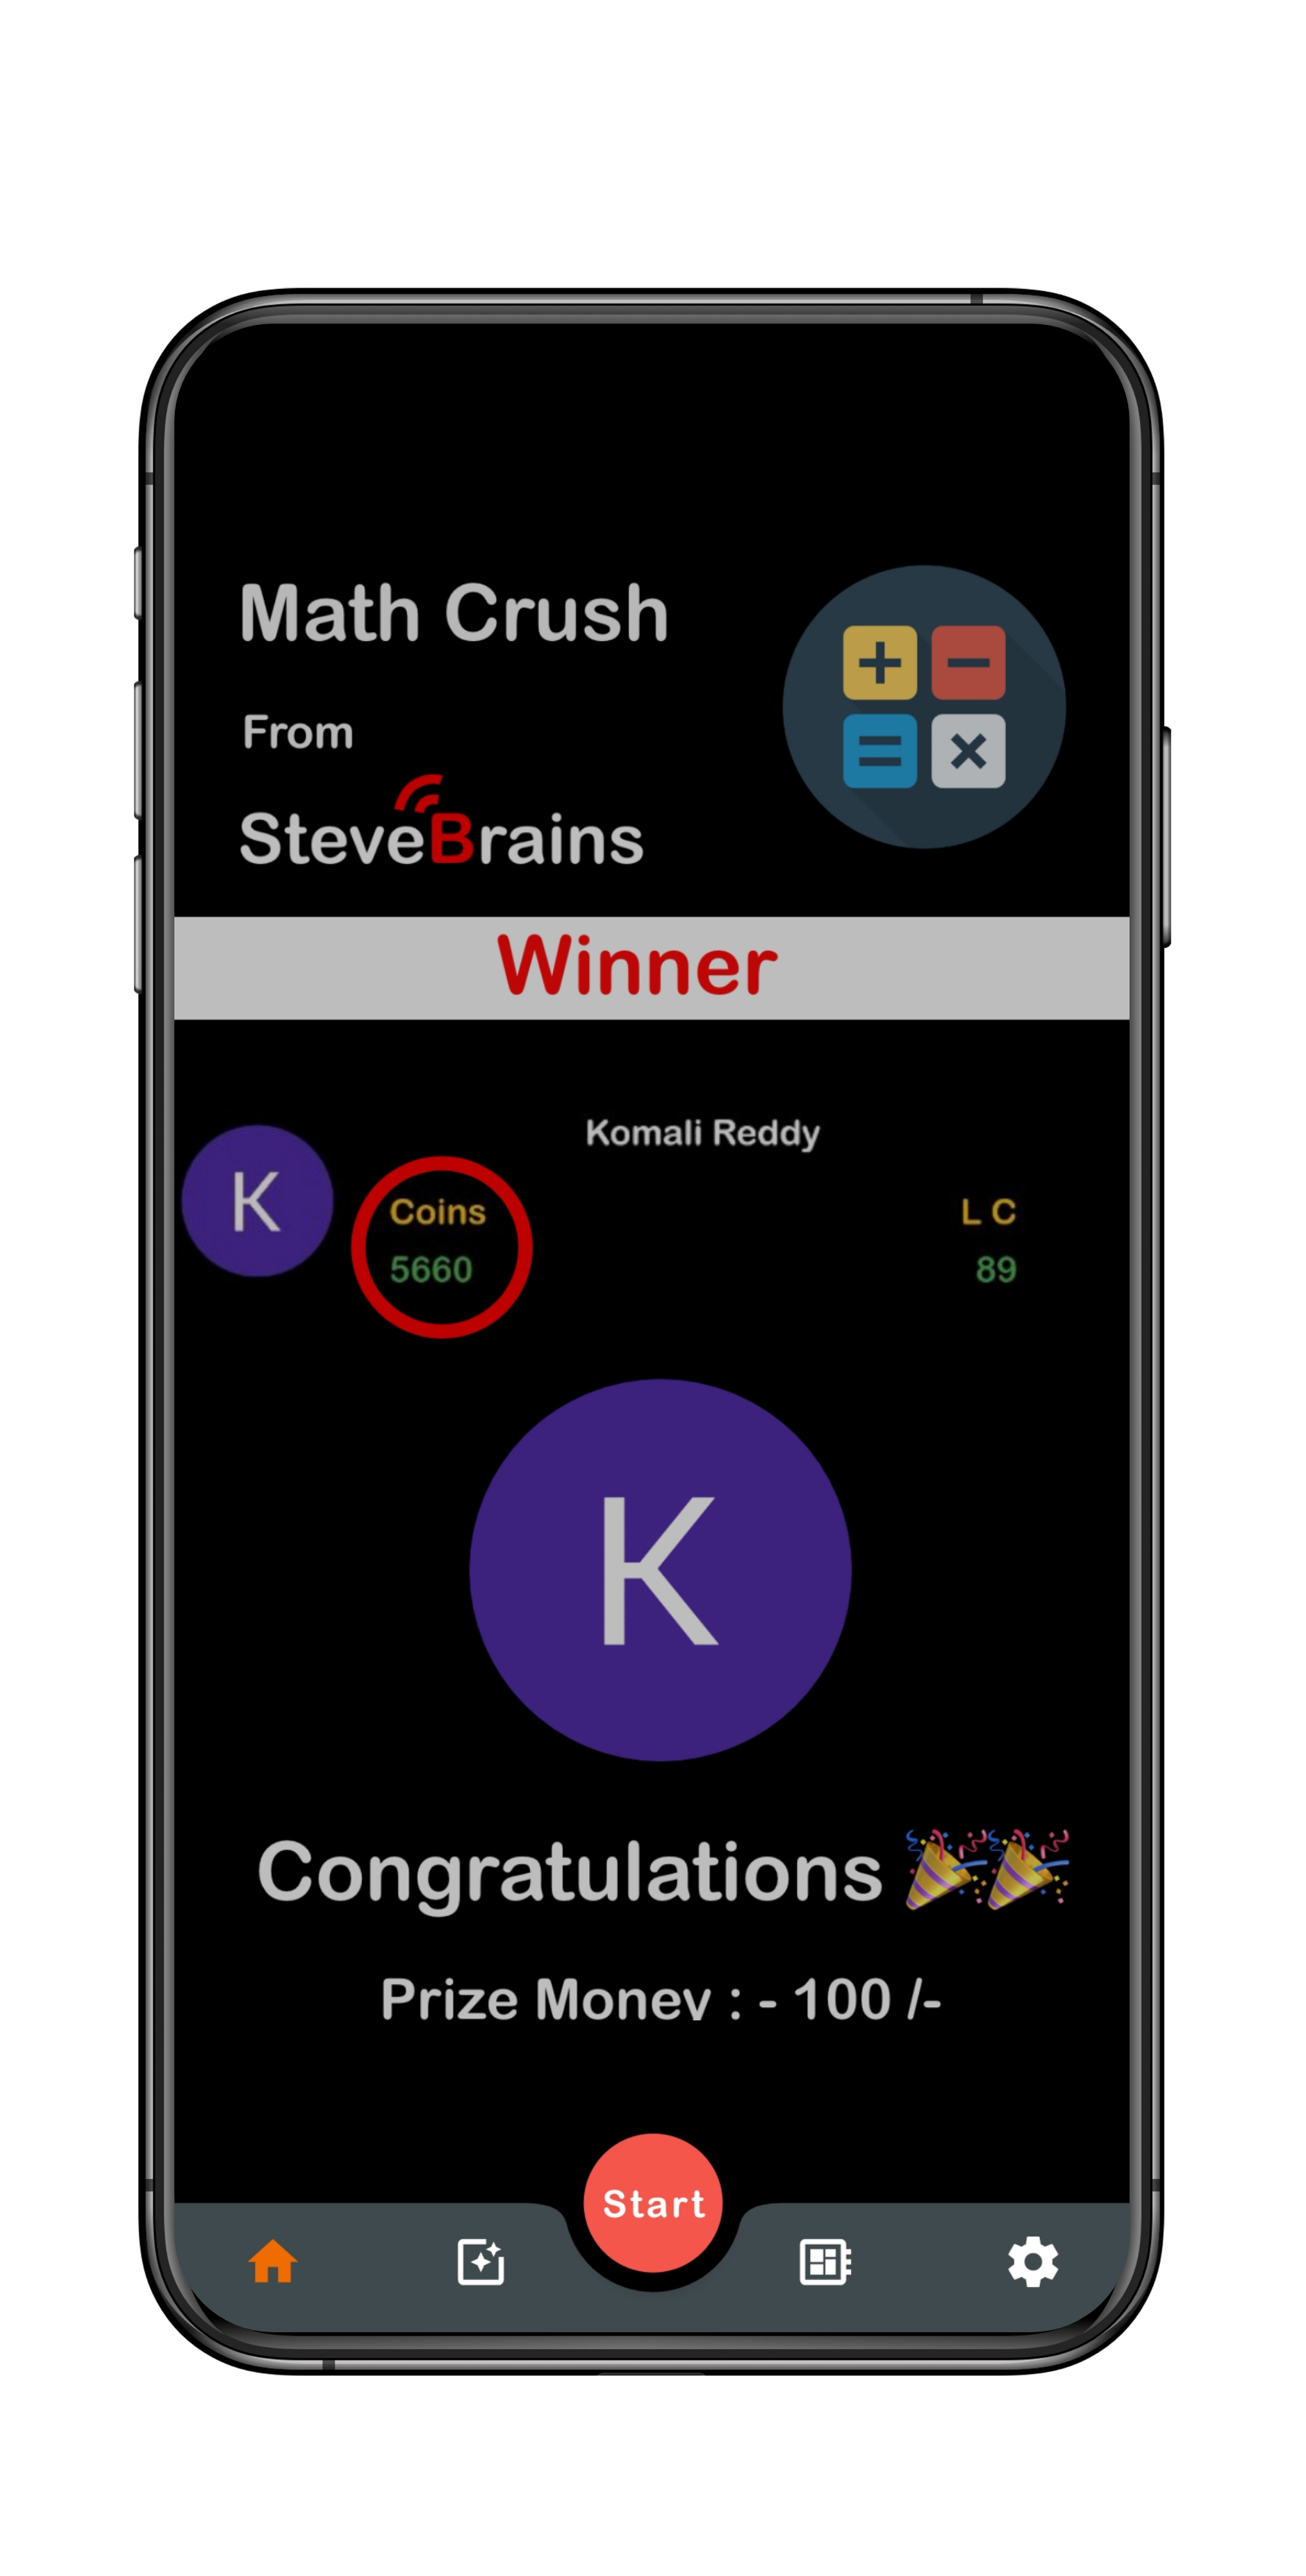 Math Crush
From
SteveBrains
Winner
Komali Reddy
K
Coins
L C
5660
89
K
Congratulations 🎉🎉
Prize Money : - 100 /-
Start